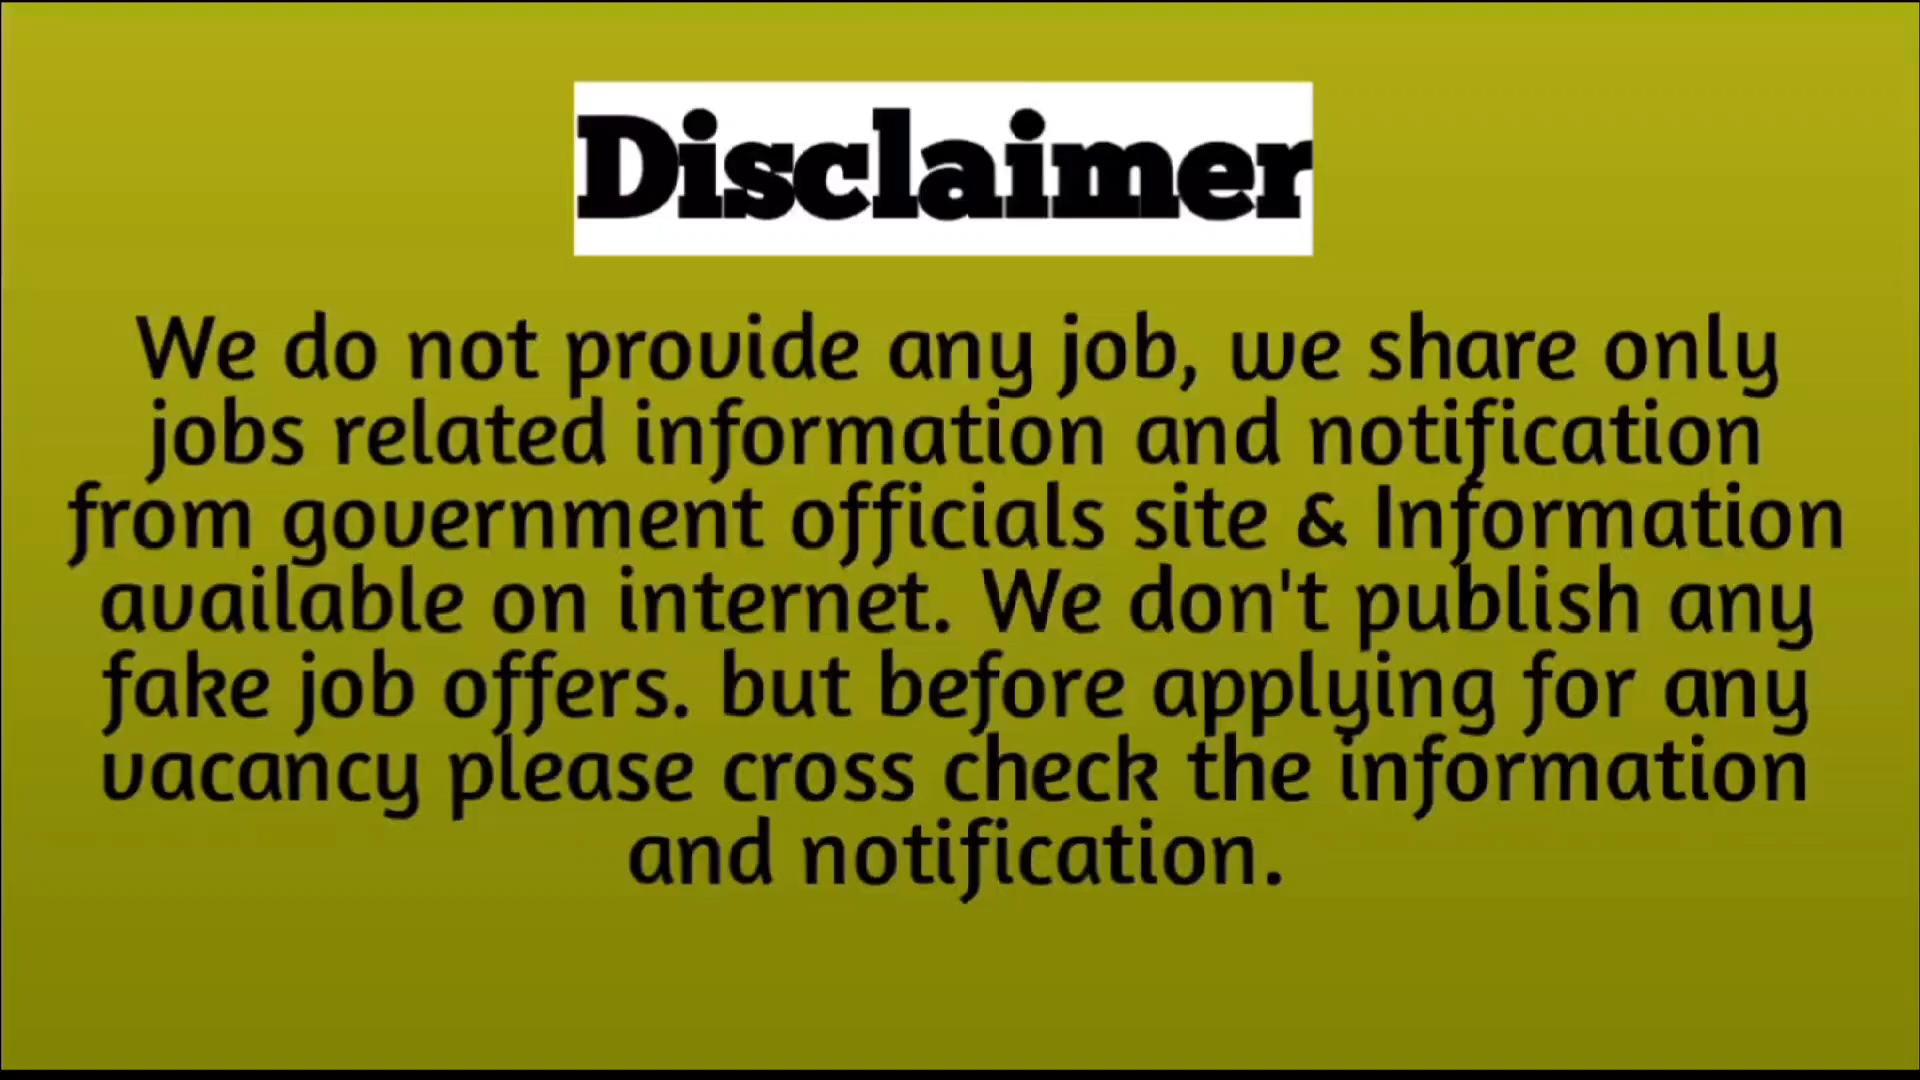 Disclaimer
We do not provide any job, we share only
jobs related information and notification
from government officials site & Information
available on internet. We don't publish any
fake job offers. but before applying for any
vacancy please cross check the information
and notification.